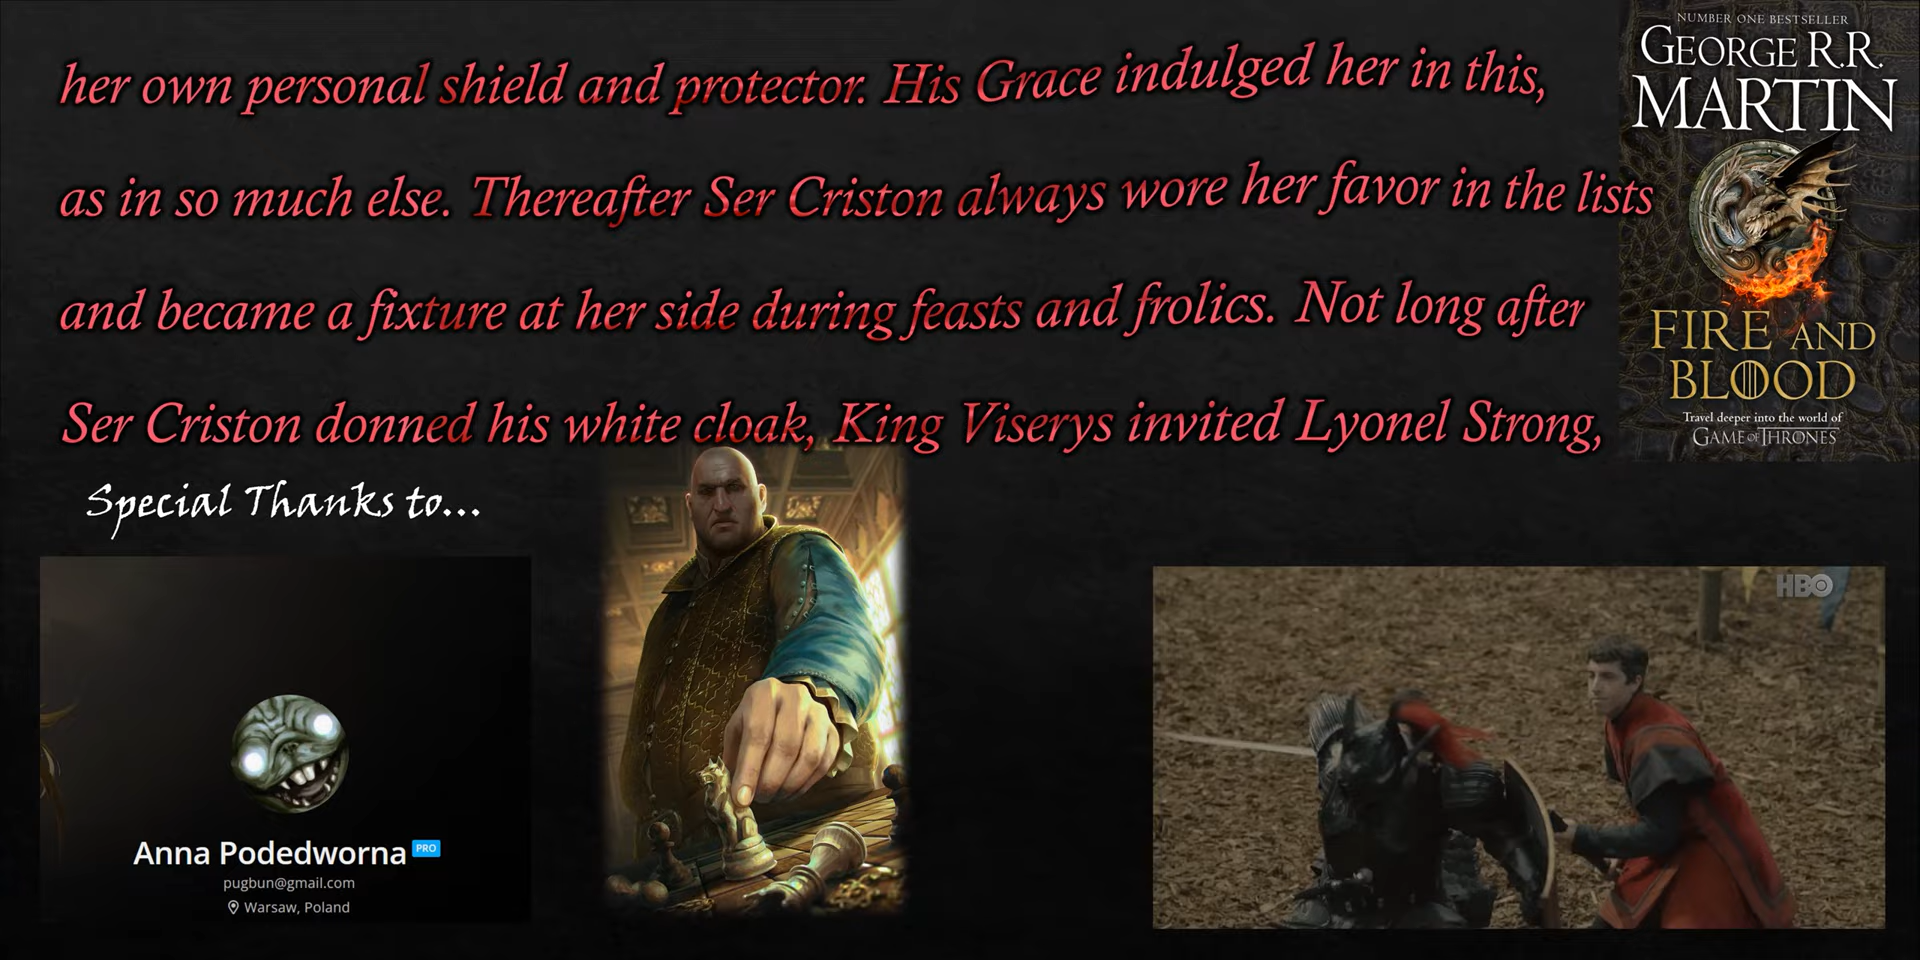 her own personal shield and protector. His Grace indulged her in this,
as in so much else. Thereafter Ser Criston always wore her favor in the lists
and became a fixture at her side during feasts and frolics. Not long after
Ser Criston donned his white cloak, King Viserys invited Lyonel Strong,
NUMBER ONE BESTSELLER
GEORGE R.R.
MARTIN
FIRE AND
BLOOD
Travel deeper into the world of
GAME OF THRONES
Special Thanks to...
Anna Podedworna PRO
pugbun@gmail.com
Warsaw, Poland
HBO